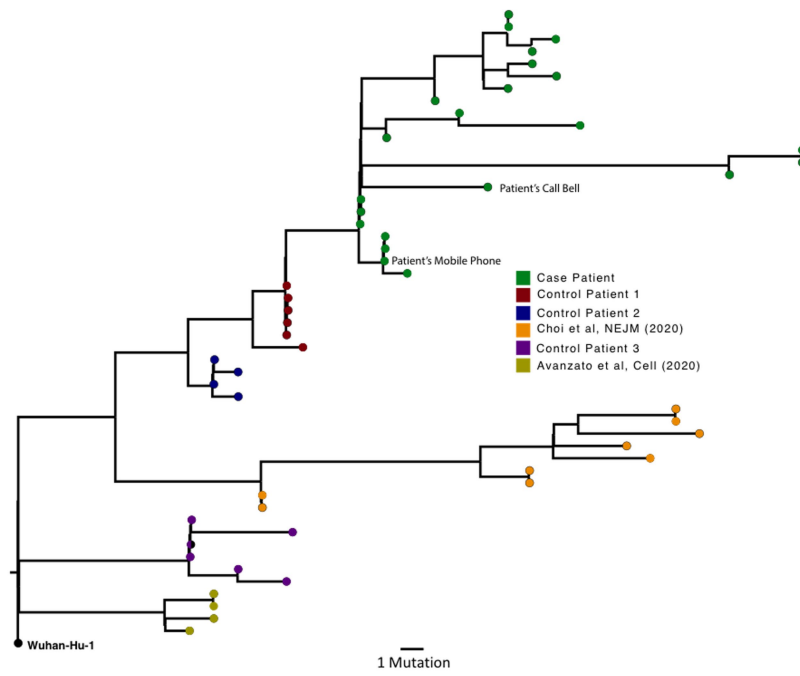 Patient's Call Bell
Patient's Mobile Phone
Case Patient
Control Patient 1
Control Patient 2
Choi et al, NEJM (2020)
Control Patient 3
Avanzato et al, Cell (2020)
Wuhan-Hu-1
1 Mutation